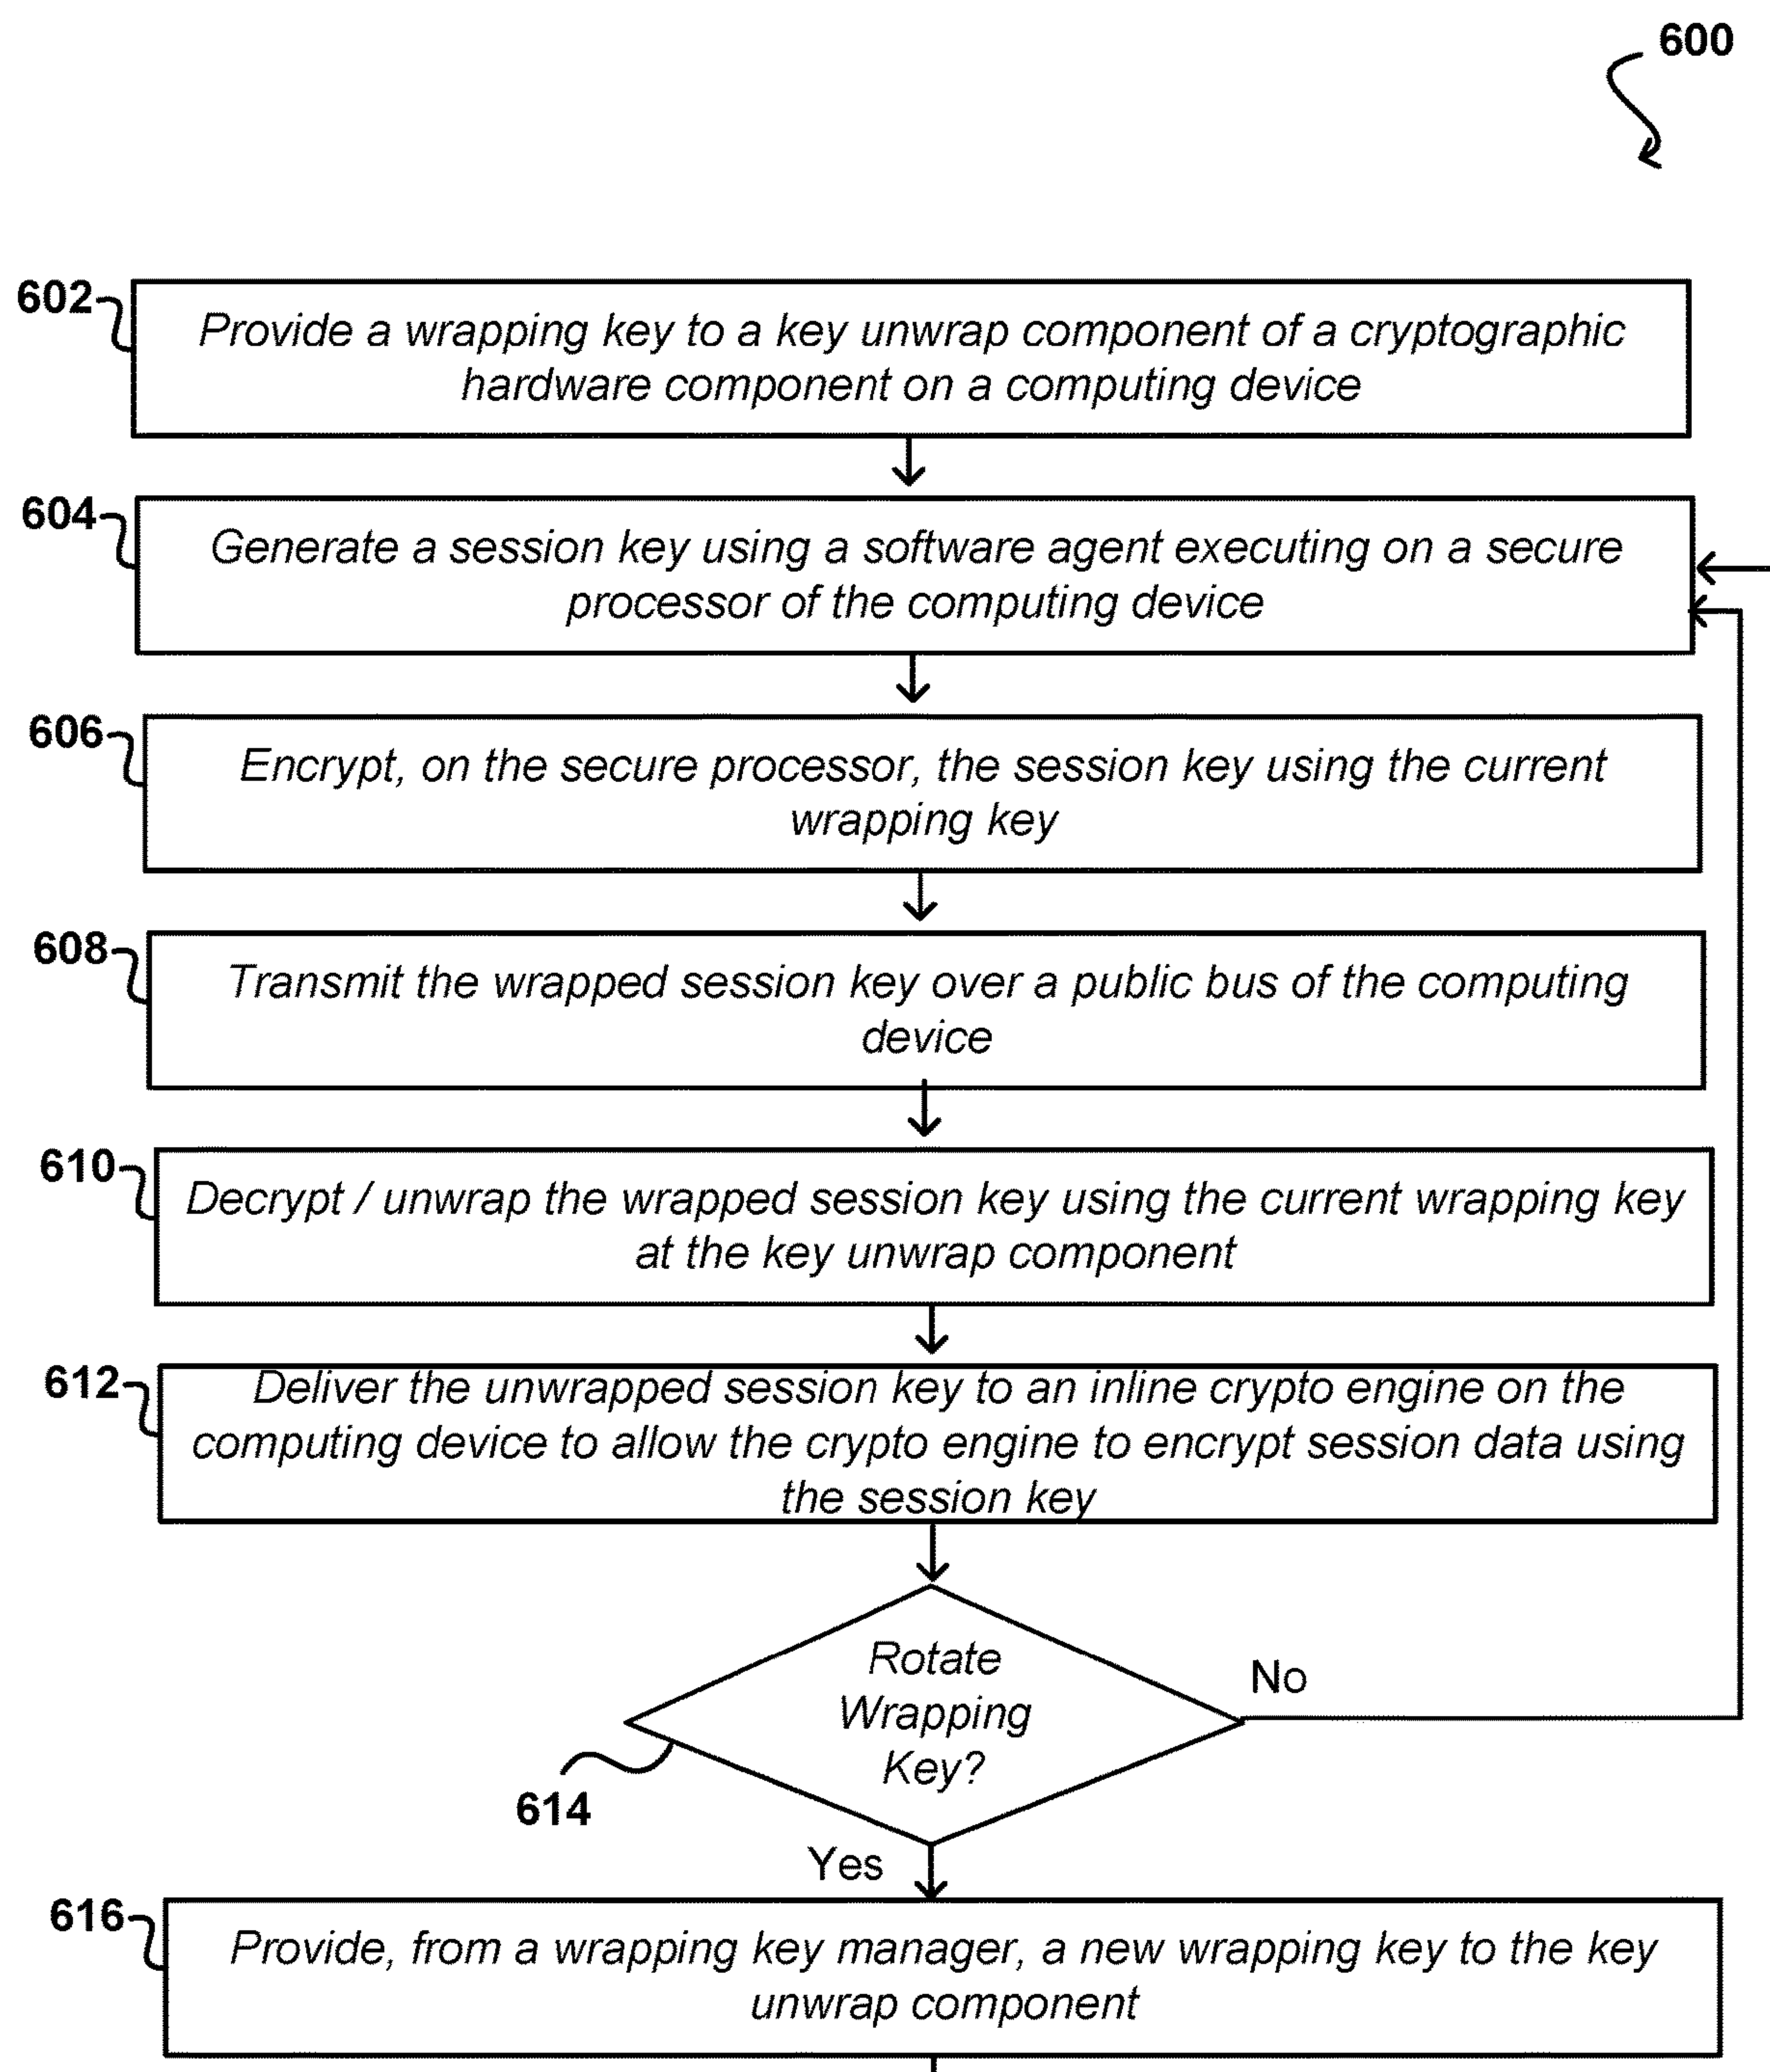 600
602
Provide a wrapping key to a key unwrap component of a cryptographic
hardware component on a computing device
604
Generate a session key using a software agent executing on a secure
processor of the computing device
606
Encrypt, on the secure processor, the session key using the current
wrapping key
608
Transmit the wrapped session key over a public bus of the computing
device
610
Decrypt / unwrap the wrapped session key using the current wrapping key
at the key unwrap component
612
Deliver the unwrapped session key to an inline crypto engine on the
computing device to allow the crypto engine to encrypt session data using
the session key
Rotate
Wrapping
Key?
No
614
Yes
616
Provide, from a wrapping key manager, a new wrapping key to the key
unwrap component